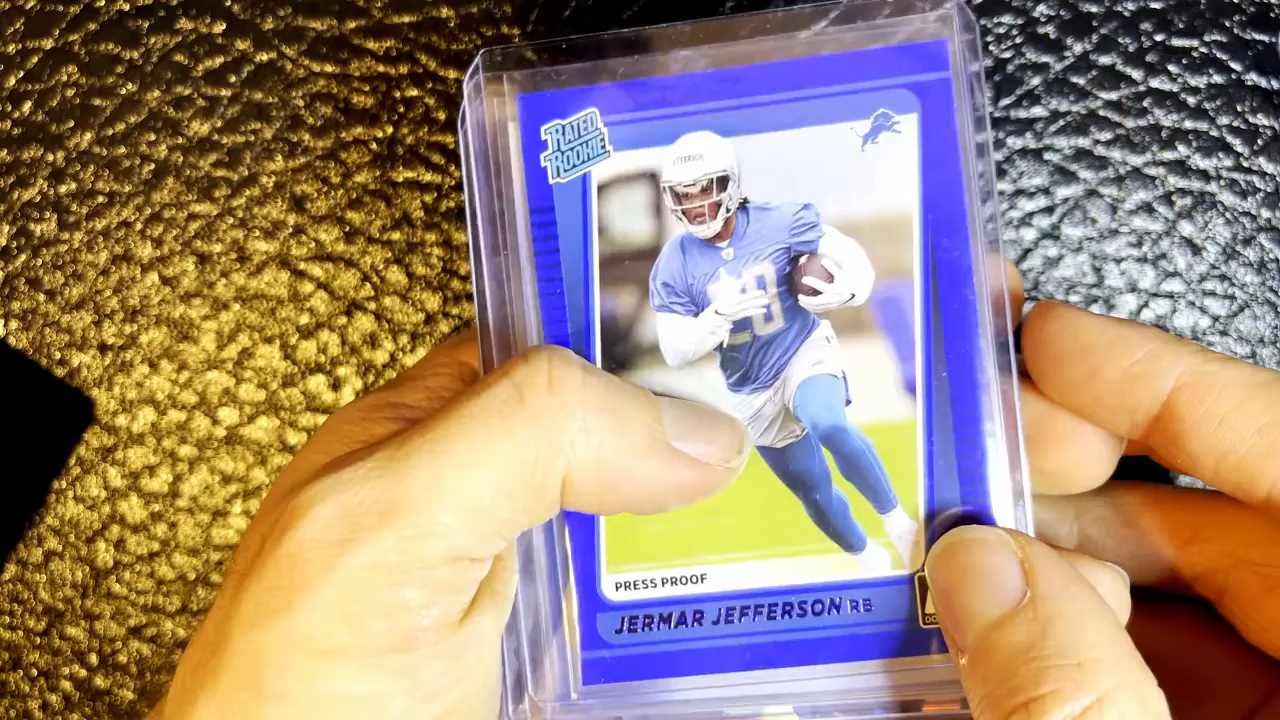 RATED
ROOKIE
JEFFERSON
PRESS PROOF
JERMAR JEFFERSON RB